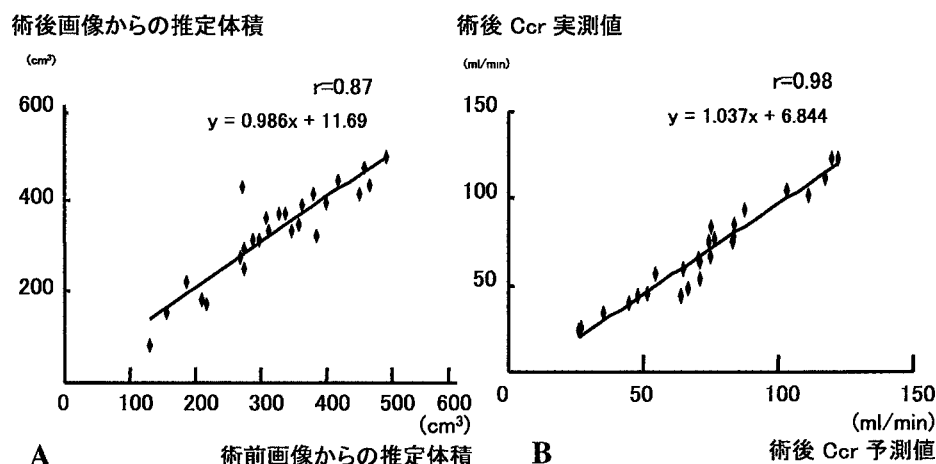 術後画像からの推定体積
(cm³)
r=0.87
y = 0.986x + 11.69
600
400
200
0 100 200 300 400 500 600
(cm³)
A 術前画像からの推定体積
術後 Ccr 実測値
(ml/min)
r=0.98
y = 1.037x + 6.844
150
100
50
0 50 100 150
(ml/min)
B 術後 Ccr 予測値